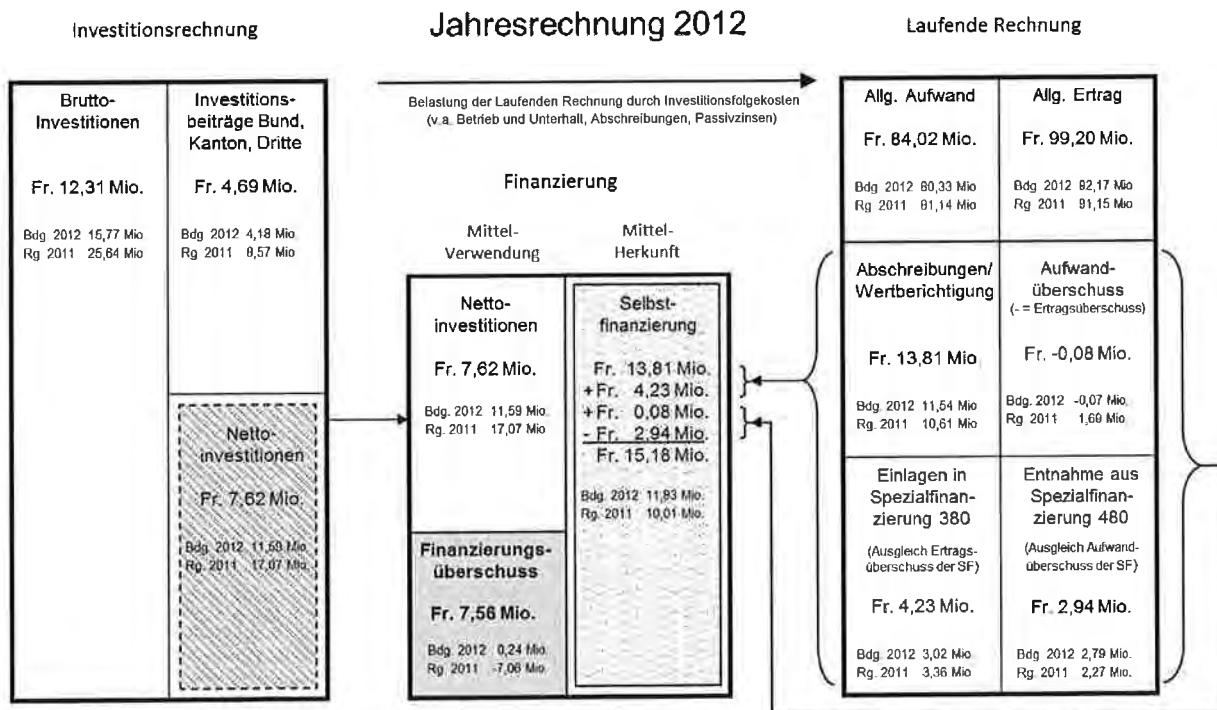 Jahresrechnung 2012
Investitionsrechnung
Brutto-
Investitionen
Fr. 12,31 Mio.
Bdg 2012 15,77 Mio
Rg 2011 25,64 Mio
Investitions-
beiträge Bund,
Kanton, Dritte
Fr. 4,69 Mio.
Bdg 2012 4,18 Mio.
Rg 2011 8,57 Mio
Netto-
investitionen
Fr. 7,62 Mio.
Bdg. 2012 11,59 Mio.
Rg. 2011 17,07 Mio
Belastung der Laufenden Rechnung durch Investitionsfolgekosten
(v.a. Betrieb und Unterhalt, Abschreibungen, Passivzinsen)
Finanzierung
Mittel-
Verwendung
Mittel-
Herkunft
Netto-
investitionen
Fr. 7,62 Mio.
Bdg. 2012 11,59 Mio.
Rg. 2011 17,07 Mio
Selbst-
finanzierung
Fr. 13,81 Mio.
+ Fr. 4,23 Mio.
+ Fr. 0,08 Mio.
- Fr. 2,94 Mio.
Fr. 15,18 Mio.
Bdg. 2012 11,83 Mio.
Rg. 2011 10,01 Mio
Finanzierungs-
überschuss
Fr. 7,56 Mio.
Bdg. 2012 0,24 Mio
Rg. 2011 -7,06 Mio.
Laufende Rechnung
Allg. Aufwand
Fr. 84,02 Mio.
Bdg 2012 80,33 Mio
Rg 2011 81,14 Mio
Allg. Ertrag
Fr. 99,20 Mio.
Bdg 2012 92,17 Mio
Rg 2011 91,15 Mio
Abschreibungen/
Wertberichtigung
Fr. 13,81 Mio
Bdg. 2012 11,54 Mio
Rg. 2011 10,61 Mio
Aufwand-
überschuss
(- = Ertragsüberschuss)
Fr. -0,08 Mio.
Bdg. 2012 -0,07 Mio
Rg. 2011 1,69 Mio
Einlagen in
Spezialfinan-
zierung 380
(Ausgleich Ertrags-
überschuss der SF)
Fr. 4,23 Mio.
Bdg. 2012 3,02 Mio.
Rg. 2011 3,36 Mio
Entnahme aus
Spezialfinan-
zierung 480
(Ausgleich Aufwand-
überschuss der SF)
Fr. 2,94 Mio.
Bdg. 2012 2,79 Mio
Rg. 2011 2,27 Mio.